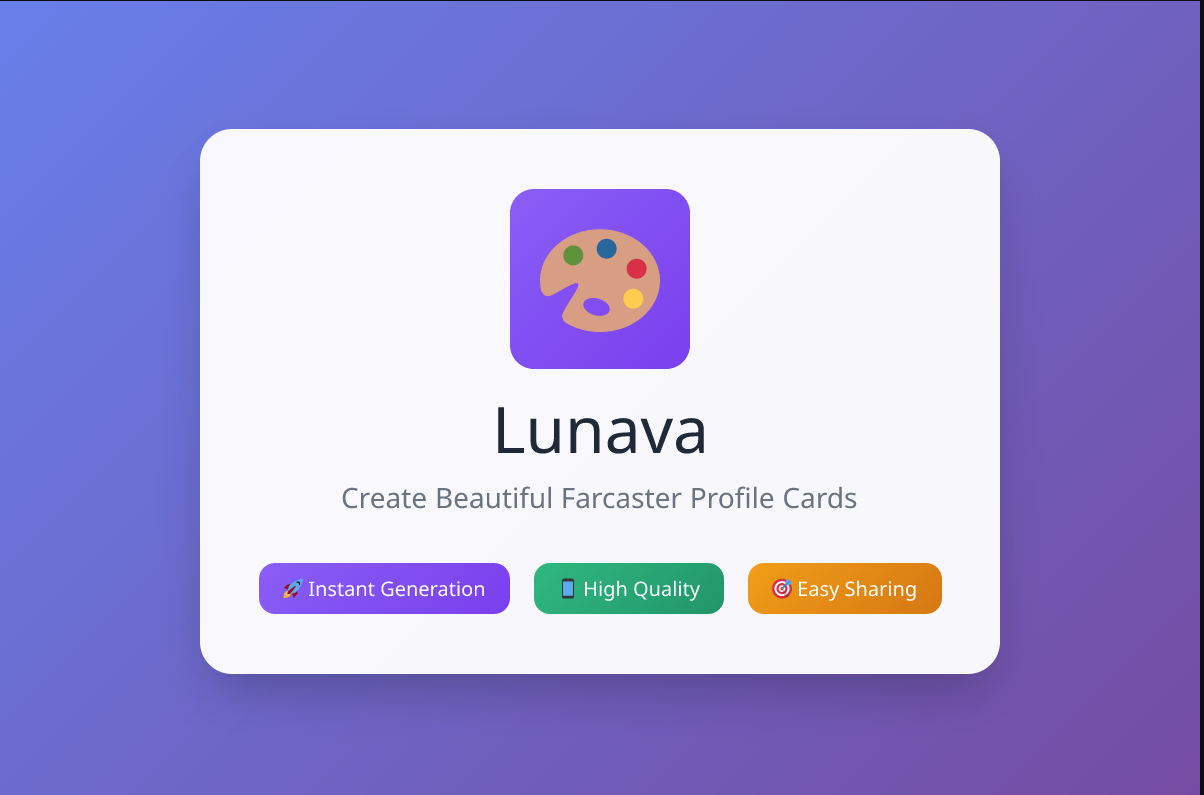 Lunava
Create Beautiful Farcaster Profile Cards
🚀 Instant Generation
📱 High Quality
🎯 Easy Sharing